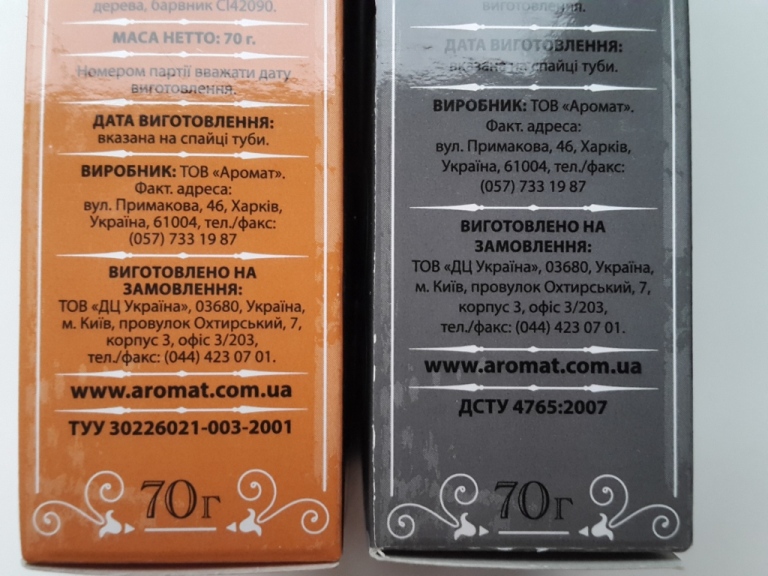 дерева, барвник CI42090.
МАСА НЕТТО: 70 г.
Номером партії вважати дату
виготовлення.
ДАТА ВИГОТОВЛЕННЯ:
вказана на спайці туби.
ВИРОБНИК: ТОВ «Аромат».
Факт. адреса:
вул. Примакова, 46, Харків,
Україна, 61004, тел./факс:
(057) 733 19 87
ВИГОТОВЛЕНО НА
ЗАМОВЛЕННЯ:
ТОВ «ДЦ Україна», 03680, Україна,
м. Київ, провулок Охтирський, 7,
корпус 3, офіс 3/203,
тел./факс: (044) 423 07 01.
www.aromat.com.ua
ТУУ 30226021-003-2001
70г
виготовлення.
ДАТА ВИГОТОВЛЕННЯ:
вказана на спайці туби.
ВИРОБНИК: ТОВ «Аромат».
Факт. адреса:
вул. Примакова, 46, Харків,
Україна, 61004, тел./факс:
(057) 733 19 87
ВИГОТОВЛЕНО НА
ЗАМОВЛЕННЯ:
ТОВ «ДЦ Україна», 03680, Україна,
м. Київ, провулок Охтирський, 7,
корпус 3, офіс 3/203,
тел./факс: (044) 423 07 01.
www.aromat.com.ua
ДСТУ 4765:2007
70г